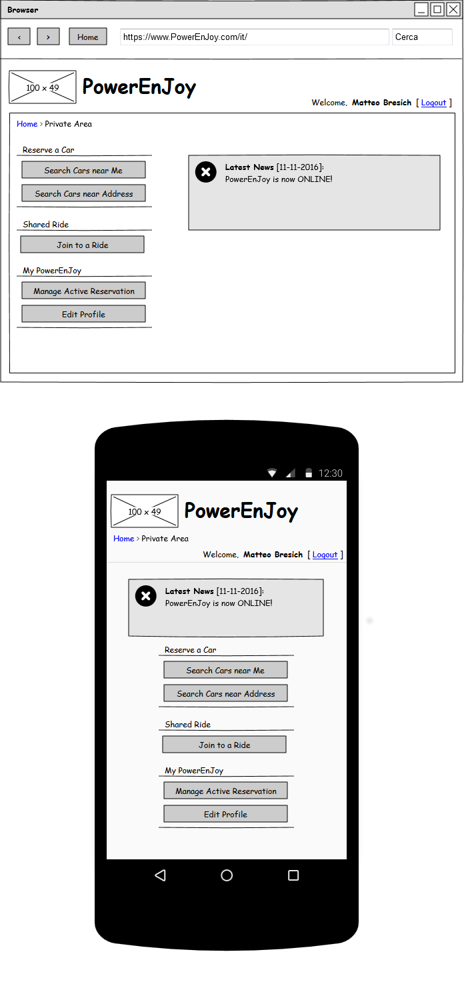 Browser
‹ › Home https://www.PowerEnJoy.com/it/ Cerca
100 x 49 PowerEnJoy
Welcome, Matteo Bresich [ Logout ]
Home > Private Area
Reserve a Car
Search Cars near Me
Search Cars near Address
Shared Ride
Join to a Ride
My PowerEnJoy
Manage Active Reservation
Edit Profile
Latest News [11-11-2016]:
PowerEnJoy is now ONLINE!
12:30
100 x 49 PowerEnJoy
Home > Private Area
Welcome, Matteo Bresich [ Logout ]
Latest News [11-11-2016]:
PowerEnJoy is now ONLINE!
Reserve a Car
Search Cars near Me
Search Cars near Address
Shared Ride
Join to a Ride
My PowerEnJoy
Manage Active Reservation
Edit Profile